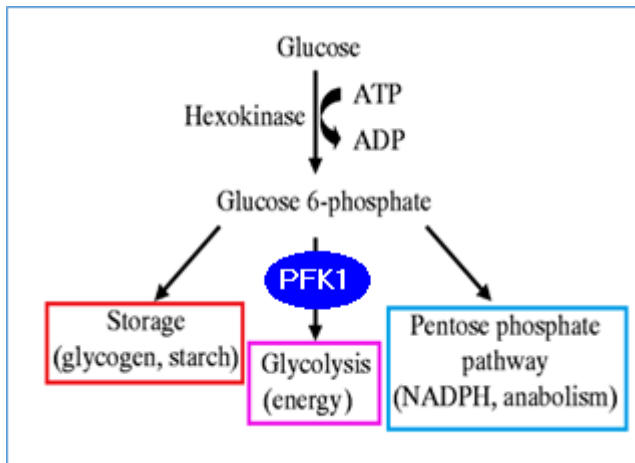 Glucose
Hexokinase
ATP
ADP
Glucose 6-phosphate
PFK1
Storage
(glycogen, starch)
Glycolysis
(energy)
Pentose phosphate
pathway
(NADPH, anabolism)